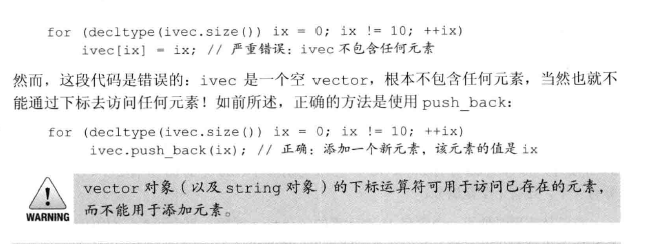 for (decltype(ivec.size()) ix = 0; ix != 10; ++ix)
ivec[ix] = ix; // 严重错误：ivec 不包含任何元素
然而，这段代码是错误的：ivec 是一个空 vector，根本不包含任何元素，当然也就不
能通过下标去访问任何元素！如前所述，正确的方法是使用 push_back：
for (decltype(ivec.size()) ix = 0; ix != 10; ++ix)
ivec.push_back(ix); // 正确：添加一个新元素，该元素的值是 ix
vector 对象（以及 string 对象）的下标运算符可用于访问已存在的元素，
而不能用于添加元素。
WARNING